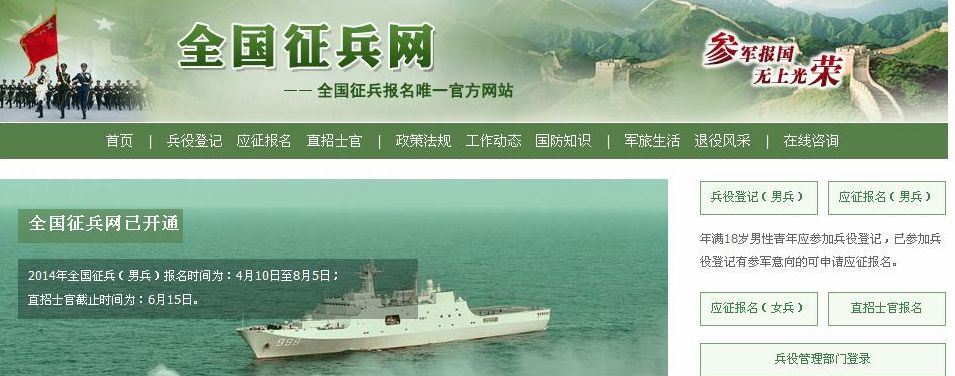 全国征兵网
—— 全国征兵报名唯一官方网站
参军报国
无上光荣
首页 | 兵役登记 应征报名 直招士官 | 政策法规 工作动态 国防知识 | 军旅生活 退役风采 | 在线咨询
全国征兵网已开通
2014年全国征兵（男兵）报名时间为：4月10日至8月5日；
直招士官截止时间为：6月15日。
999
兵役登记（男兵） 应征报名（男兵）
年满18岁男性青年应参加兵役登记，已参加兵
役登记有参军意向的可申请应征报名。
应征报名（女兵） 直招士官报名
兵役管理部门登录